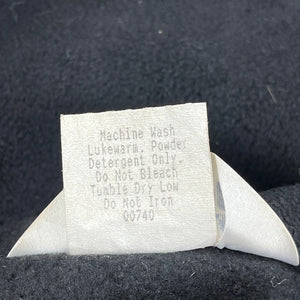 Machine Wash
Lukewarm. Powder
Detergent Only.
Do Not Bleach
Tumble Dry Low
Do Not Iron
00740